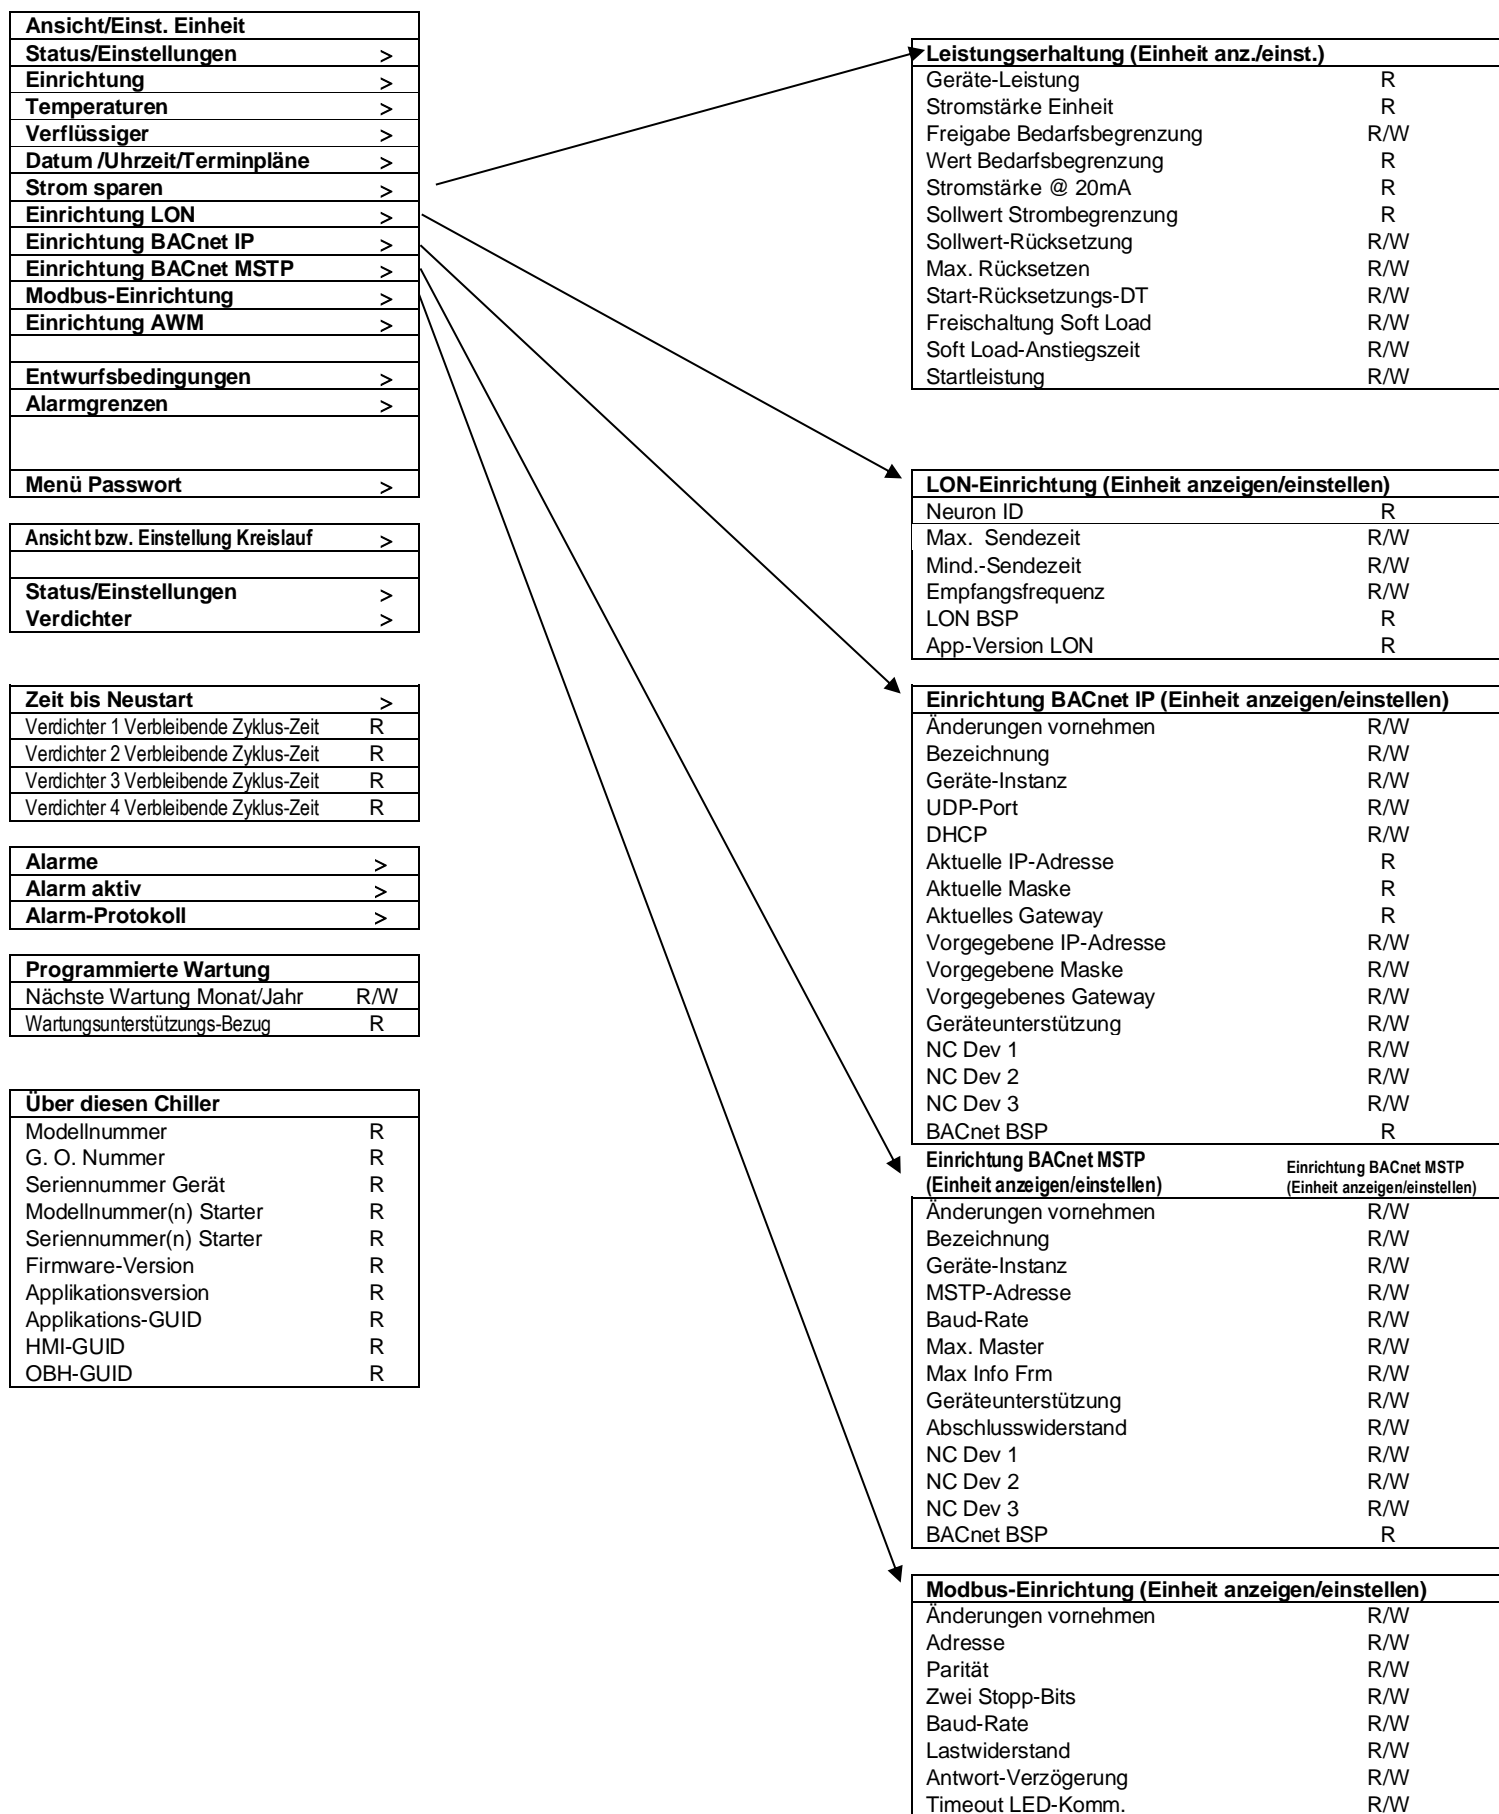 Ansicht/Einst. Einheit
Status/Einstellungen >
Einrichtung >
Temperaturen >
Verflüssiger >
Datum /Uhrzeit/Terminpläne >
Strom sparen >
Einrichtung LON >
Einrichtung BACnet IP >
Einrichtung BACnet MSTP >
Modbus-Einrichtung >
Einrichtung AWM >
Entwurfsbedingungen >
Alarmgrenzen >
Menü Passwort >
Ansicht bzw. Einstellung Kreislauf >
Status/Einstellungen >
Verdichter >
Zeit bis Neustart >
Verdichter 1 Verbleibende Zyklus-Zeit R
Verdichter 2 Verbleibende Zyklus-Zeit R
Verdichter 3 Verbleibende Zyklus-Zeit R
Verdichter 4 Verbleibende Zyklus-Zeit R
Alarme >
Alarm aktiv >
Alarm-Protokoll >
Programmierte Wartung
Nächste Wartung Monat/Jahr R/W
Wartungsunterstützungs-Bezug R
Über diesen Chiller
Modellnummer R
G. O. Nummer R
Seriennummer Gerät R
Modellnummer(n) Starter R
Seriennummer(n) Starter R
Firmware-Version R
Applikationsversion R
Applikations-GUID R
HMI-GUID R
OBH-GUID R
Leistungserhaltung (Einheit anz./einst.)
Geräte-Leistung R
Stromstärke Einheit R
Freigabe Bedarfsbegrenzung R/W
Wert Bedarfsbegrenzung R
Stromstärke @ 20mA R
Sollwert Strombegrenzung R
Sollwert-Rücksetzung R/W
Max. Rücksetzen R/W
Start-Rücksetzungs-DT R/W
Freischaltung Soft Load R/W
Soft Load-Anstiegszeit R/W
Startleistung R/W
LON-Einrichtung (Einheit anzeigen/einstellen)
Neuron ID R
Max. Sendezeit R/W
Mind.-Sendezeit R/W
Empfangsfrequenz R/W
LON BSP R
App-Version LON R
Einrichtung BACnet IP (Einheit anzeigen/einstellen)
Änderungen vornehmen R/W
Bezeichnung R/W
Geräte-Instanz R/W
UDP-Port R/W
DHCP R/W
Aktuelle IP-Adresse R
Aktuelle Maske R
Aktuelles Gateway R
Vorgegebene IP-Adresse R/W
Vorgegebene Maske R/W
Vorgegebenes Gateway R/W
Geräteunterstützung R/W
NC Dev 1 R/W
NC Dev 2 R/W
NC Dev 3 R/W
BACnet BSP R
Einrichtung BACnet MSTP
(Einheit anzeigen/einstellen)
Einrichtung BACnet MSTP
(Einheit anzeigen/einstellen)
Änderungen vornehmen R/W
Bezeichnung R/W
Geräte-Instanz R/W
MSTP-Adresse R/W
Baud-Rate R/W
Max. Master R/W
Max Info Frm R/W
Geräteunterstützung R/W
Abschlusswiderstand R/W
NC Dev 1 R/W
NC Dev 2 R/W
NC Dev 3 R/W
BACnet BSP R
Modbus-Einrichtung (Einheit anzeigen/einstellen)
Änderungen vornehmen R/W
Adresse R/W
Parität R/W
Zwei Stopp-Bits R/W
Baud-Rate R/W
Lastwiderstand R/W
Antwort-Verzögerung R/W
Timeout LED-Komm. R/W